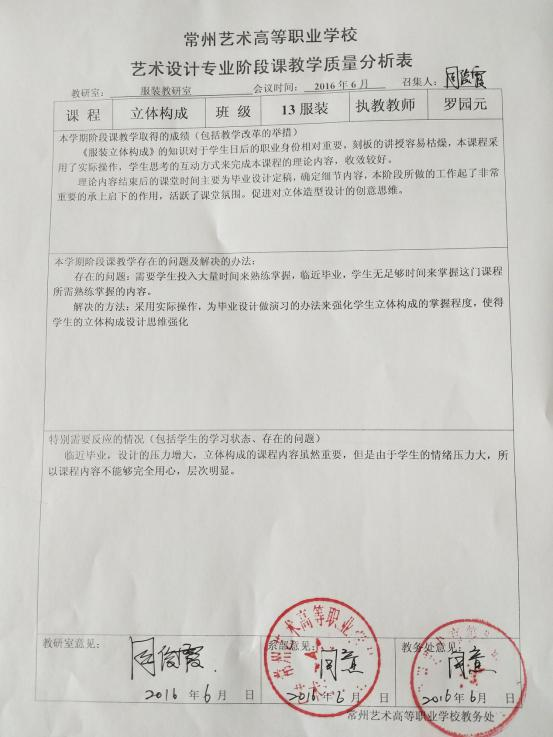 常州艺术高等职业学校
艺术设计专业阶段课教学质量分析表
教研室： 服装教研室 会议时间： 2016 年 6 月 召集人：周俊霞
课 程 立体构成 班 级 13 服装 执教教师 罗园元
本学期阶段课教学取得的成绩（包括教学改革的举措）
《服装立体构成》的知识对于学生日后的职业身份相对重要，刻板的讲授容易枯燥，本课程采
用了实际操作，学生思考的互动方式来完成本课程的理论内容，收效较好。
理论内容结束后的课堂时间主要为毕业设计定稿，确定细节内容，本阶段所做的工作起了非常
重要的承上启下的作用，活跃了课堂氛围。促进对立体造型设计的创意思维。
本学期阶段课教学存在的问题及解决的办法：
存在的问题：需要学生投入大量时间来熟练掌握，临近毕业，学生无足够时间来掌握这门课程
所需熟练掌握的内容。
解决的方法：采用实际操作，为毕业设计做演习的办法来强化学生立体构成的掌握程度，使得
学生的立体构成设计思维强化
特别需要反应的情况（包括学生的学习状态、存在的问题）
临近毕业，设计的压力增大，立体构成的课程内容虽然重要，但是由于学生的情绪压力大，所
以课程内容不能够完全用心，层次明显。
教研室意见： 系部意见： 教务处意见：
周俊霞 同意 同意
2016 年 6 月 日 2016 年 6 月 日 2016 年 6 月 日
常州艺术高等职业学校教务处